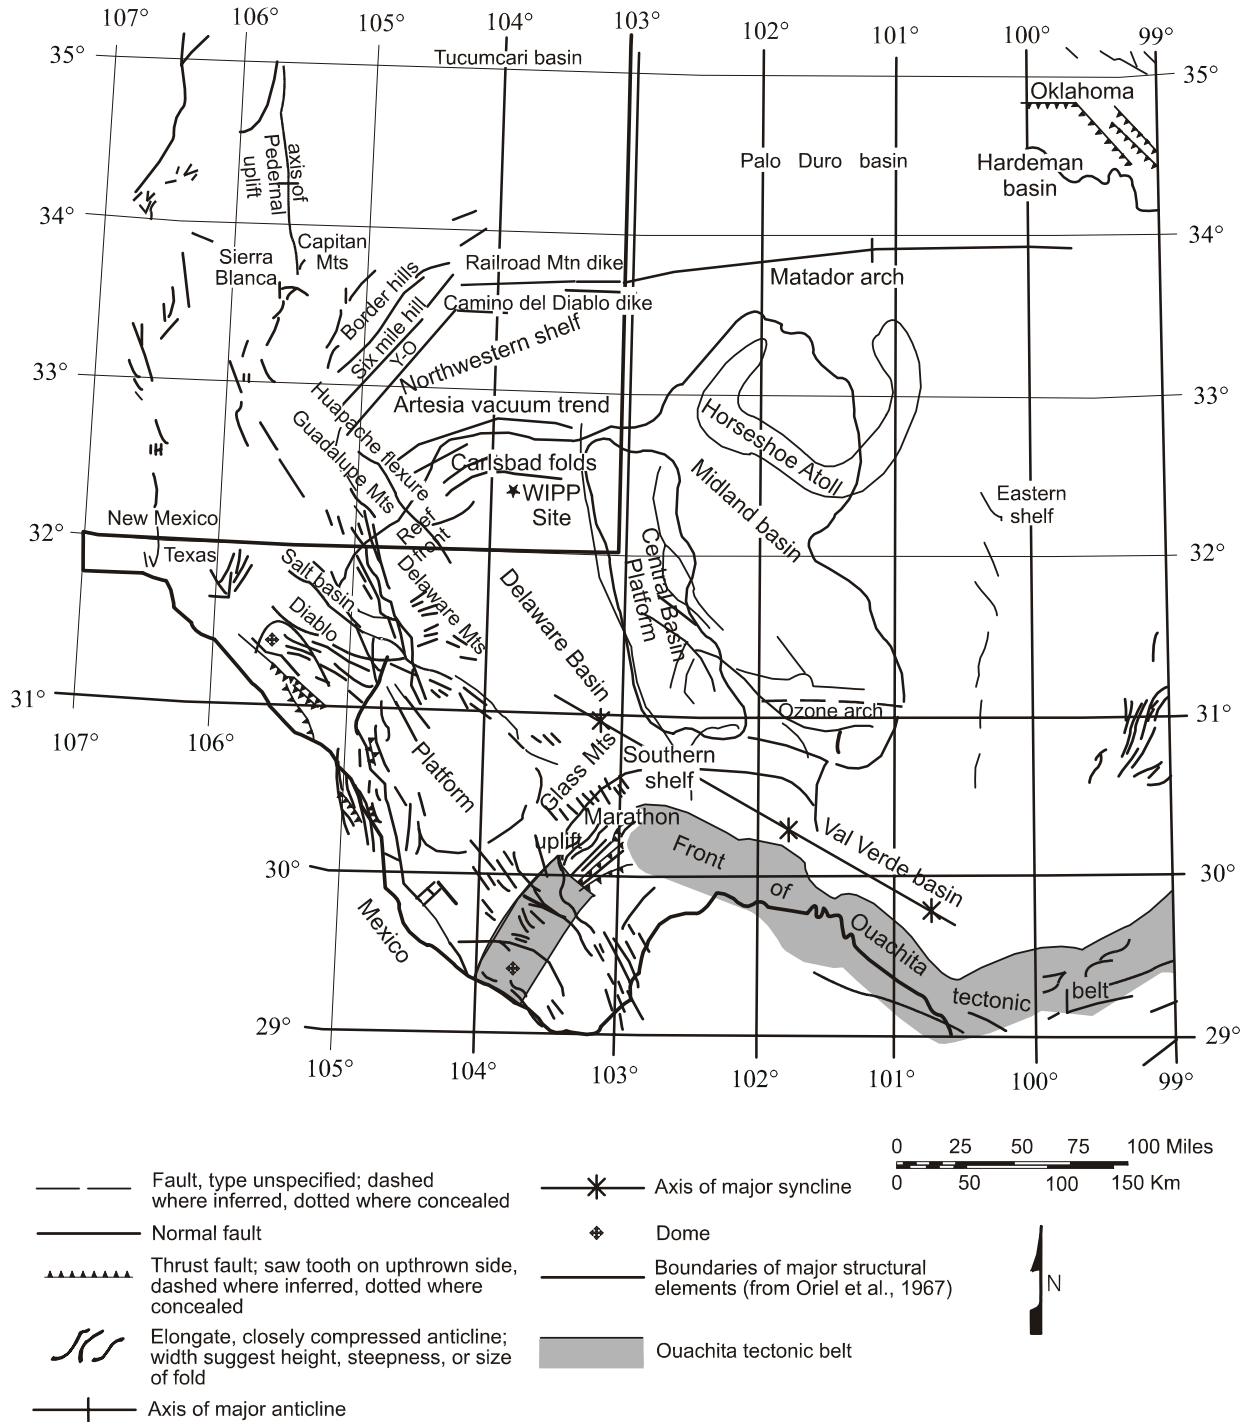 107°
106°
105°
104°
103°
102°
101°
100°
99°
35°
35°
Tucumcari basin
Oklahoma
Palo Duro basin
Hardeman
basin
axis of
Pedernal
uplift
34°
34°
Capitan
Mts
Sierra
Blanca
Railroad Mtn dike
Matador arch
Camino del Diablo dike
Border hills
Six mile hill
Y-O
Northwestern shelf
33°
33°
Artesia vacuum trend
Huapache flexure
Guadalupe Mts
Horseshoe Atoll
Carlsbad folds
WIPP
Site
Midland basin
Eastern
shelf
Reef
front
New Mexico
Texas
32°
32°
Salt basin
Diablo
Delaware Mts
Delaware Basin
Central Basin
Platform
31°
31°
107°
106°
Ozone arch
Platform
Glass Mts
Southern
shelf
Marathon
uplift
Front
of
Ouachita
tectonic
belt
Val Verde basin
30°
30°
Mexico
29°
29°
105°
104°
103°
102°
101°
100°
99°
0 25 50 75 100 Miles
0 50 100 150 Km
N
Fault, type unspecified; dashed
where inferred, dotted where concealed
Normal fault
Thrust fault; saw tooth on upthrown side,
dashed where inferred, dotted where
concealed
Elongate, closely compressed anticline;
width suggest height, steepness, or size
of fold
Axis of major anticline
Axis of major syncline
Dome
Boundaries of major structural
elements (from Oriel et al., 1967)
Ouachita tectonic belt